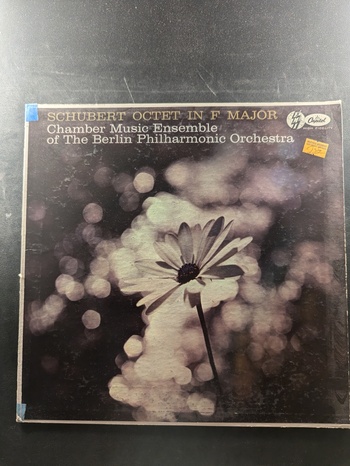 SCHUBERT OCTET IN F MAJOR
Chamber Music Ensemble
of The Berlin Philharmonic Orchestra
Capitol